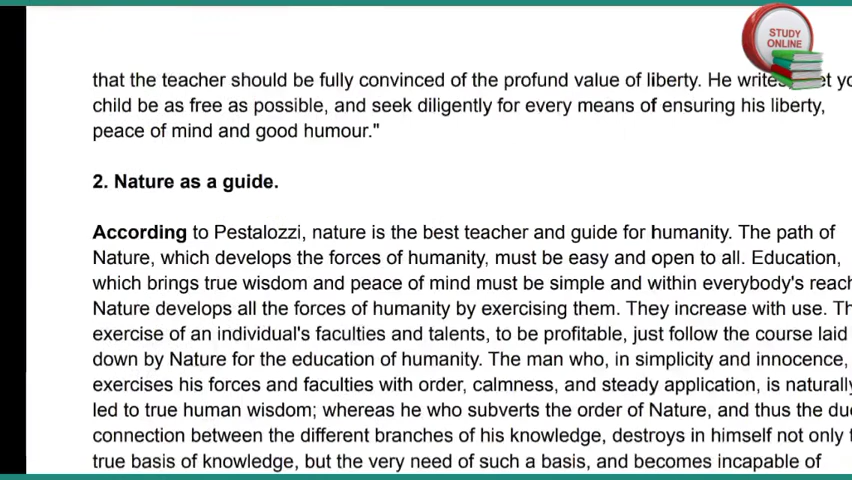 STUDY
ONLINE
that the teacher should be fully convinced of the profund value of liberty. He writes
child be as free as possible, and seek diligently for every means of ensuring his liberty,
peace of mind and good humour."
2. Nature as a guide.
According to Pestalozzi, nature is the best teacher and guide for humanity. The path of
Nature, which develops the forces of humanity, must be easy and open to all. Education,
which brings true wisdom and peace of mind must be simple and within everybody's reach
Nature develops all the forces of humanity by exercising them. They increase with use.
exercise of an individual's faculties and talents, to be profitable, just follow the course laid
down by Nature for the education of humanity. The man who, in simplicity and innocence,
exercises his forces and faculties with order, calmness, and steady application, is naturally
led to true human wisdom; whereas he who subverts the order of Nature, and thus the
connection between the different branches of his knowledge, destroys in himself not only
true basis of knowledge, but the very need of such a basis, and becomes incapable of